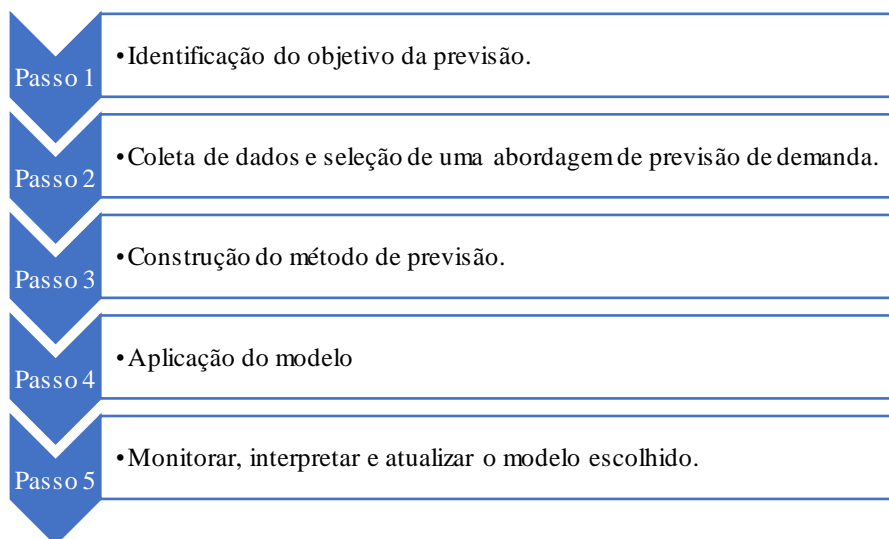 Passo 1
•Identificação do objetivo da previsão.
Passo 2
•Coleta de dados e seleção de uma abordagem de previsão de demanda.
Passo 3
•Construção do método de previsão.
Passo 4
•Aplicação do modelo
Passo 5
•Monitorar, interpretar e atualizar o modelo escolhido.